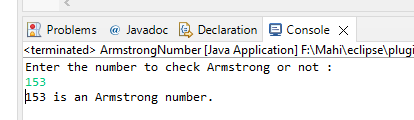 Problems @ Javadoc Declaration Console
<terminated> ArmstrongNumber [Java Application] F:\Mahi\eclipse\plugi
Enter the number to check Armstrong or not :
153
153 is an Armstrong number.